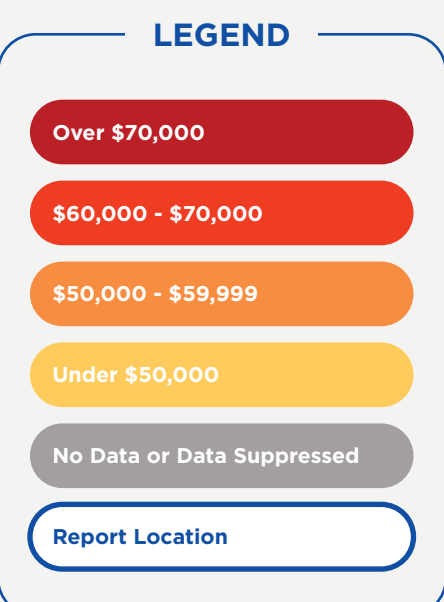 LEGEND
Over $70,000
$60,000 - $70,000
$50,000 - $59,999
Under $50,000
No Data or Data Suppressed
Report Location